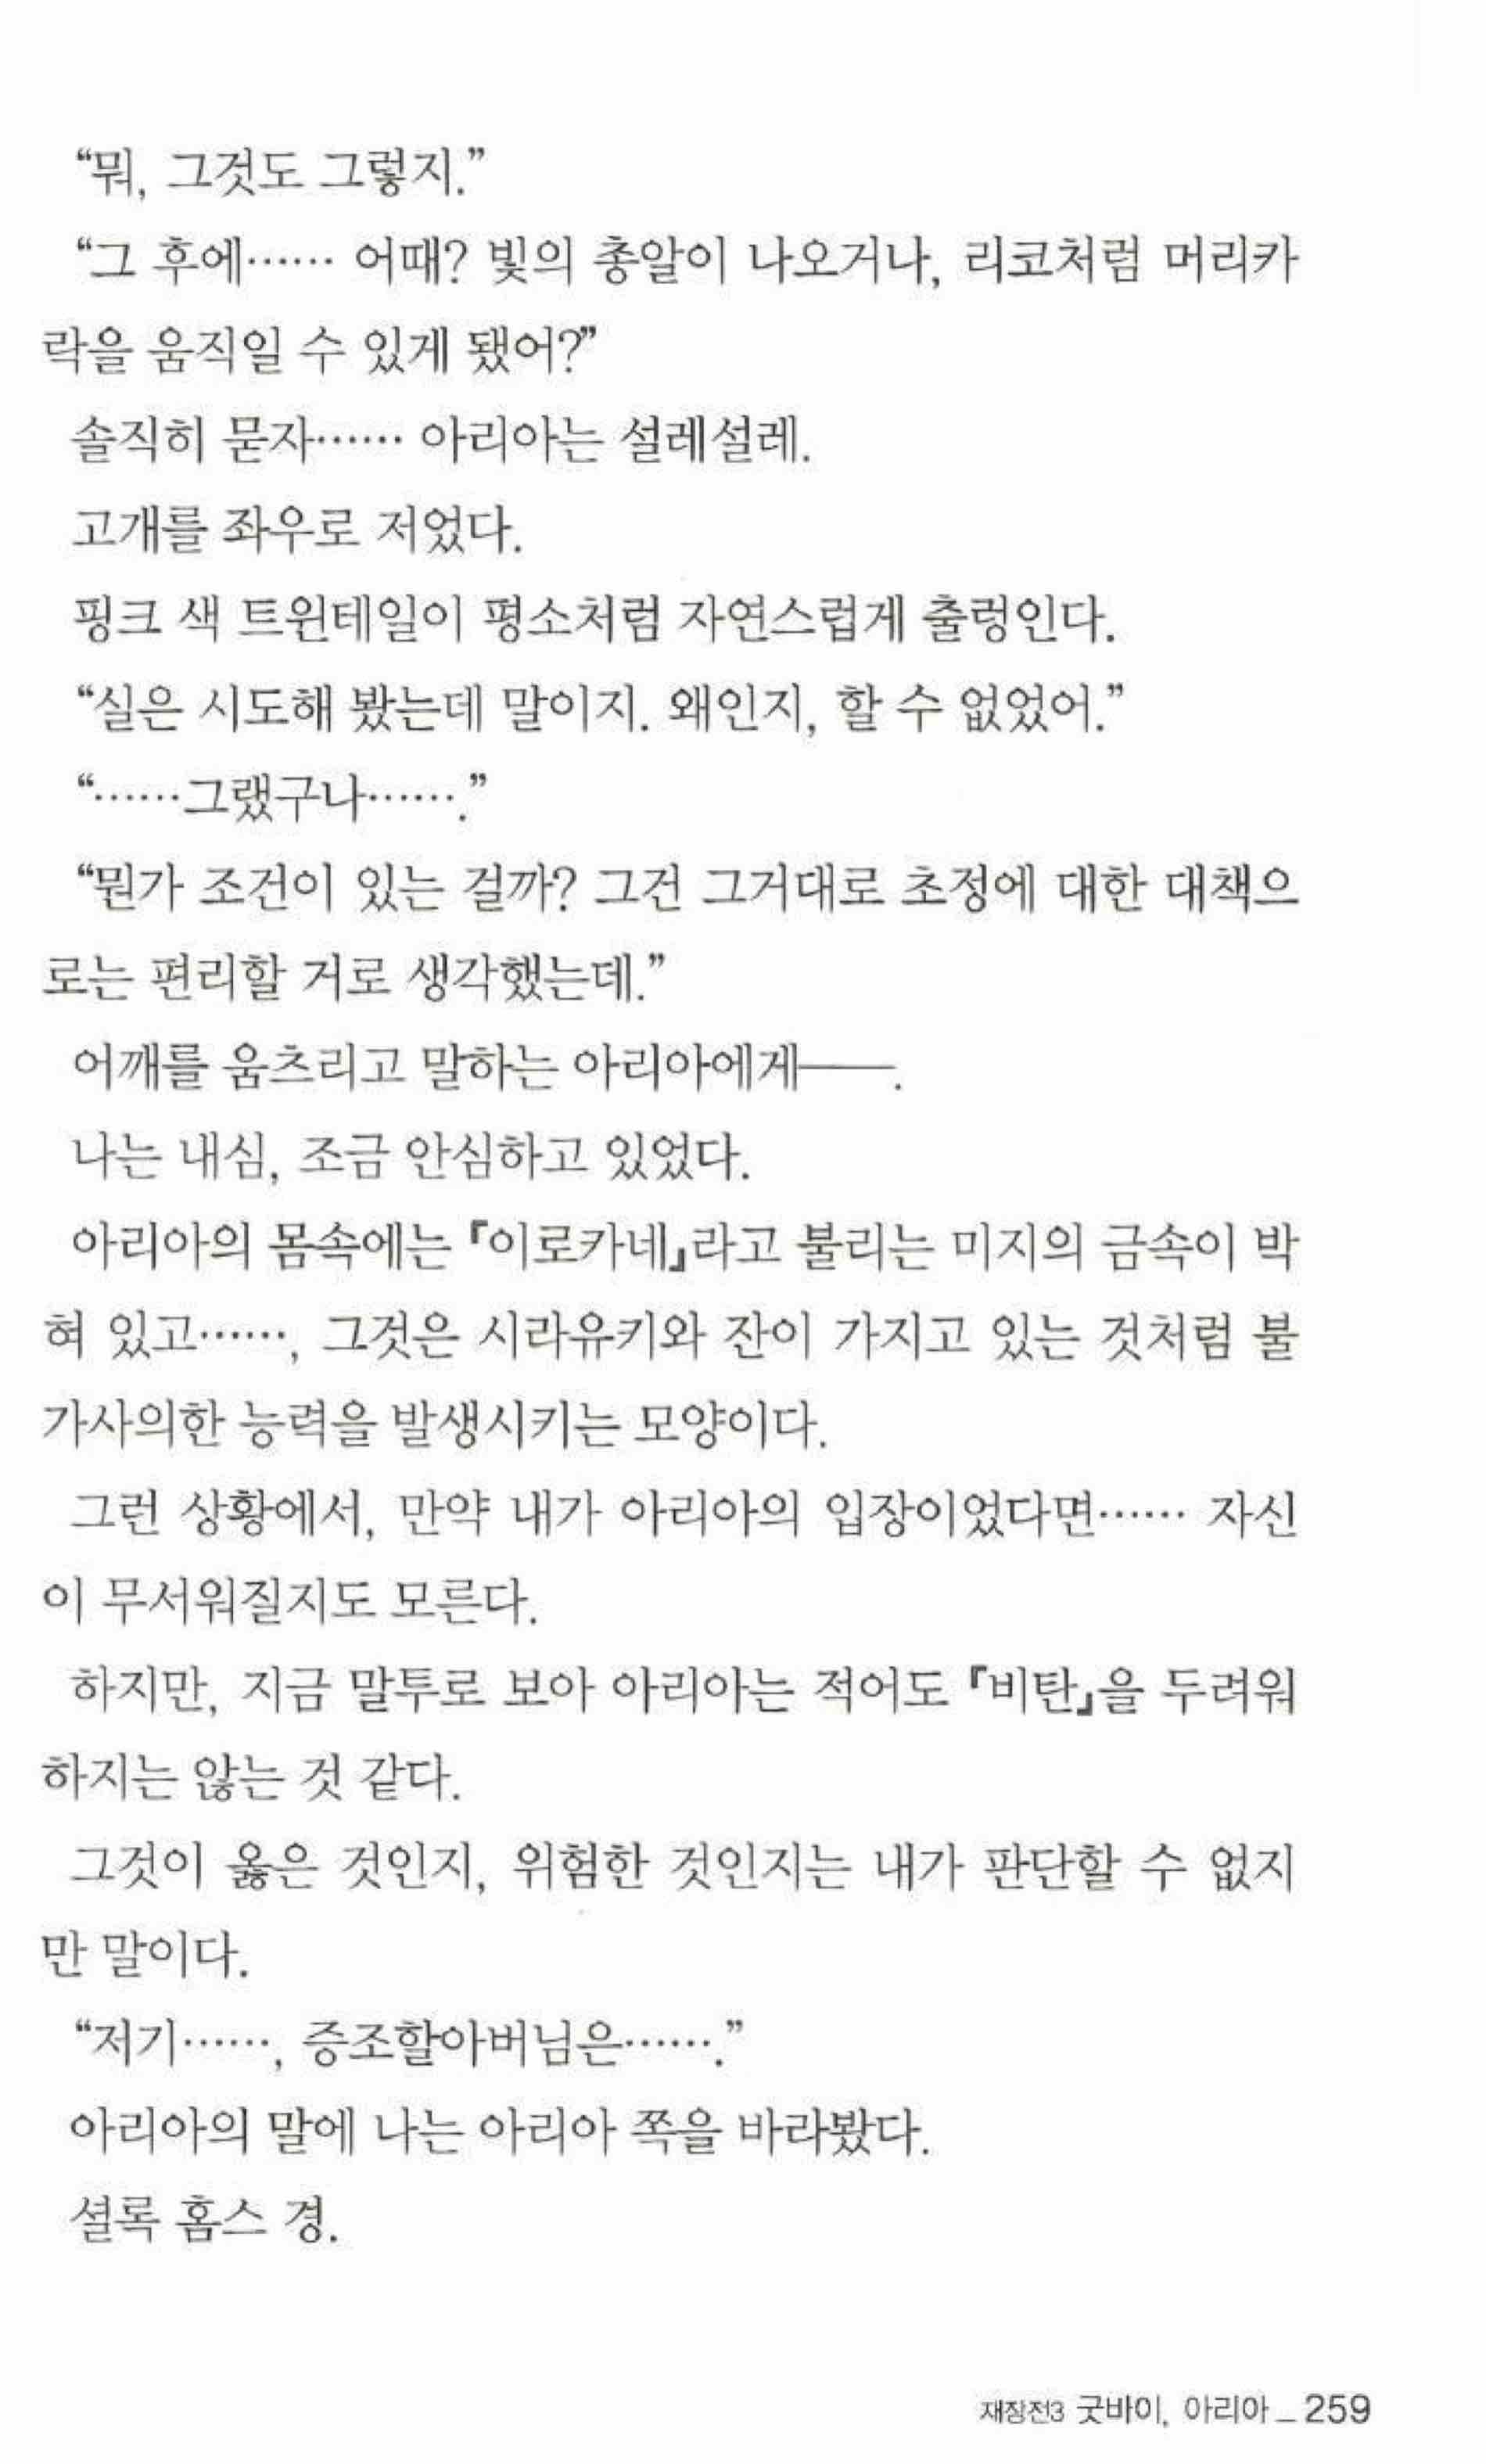 “뭐, 그것도 그렇지.”
“그 후에…… 어때? 빛의 총알이 나오거나, 리코처럼 머리카
락을 움직일 수 있게 됐어?”
솔직히 묻자…… 아리아는 설레설레.
고개를 좌우로 저었다.
핑크 색 트윈테일이 평소처럼 자연스럽게 출렁인다.
“실은 시도해 봤는데 말이지. 왜인지, 할 수 없었어.”
“……그랬구나…….”
“뭔가 조건이 있는 걸까? 그건 그거대로 초정에 대한 대책으
로는 편리할 거로 생각했는데.”
어깨를 움츠리고 말하는 아리아에게──.
나는 내심, 조금 안심하고 있었다.
아리아의 몸속에는 『이로카네』라고 불리는 미지의 금속이 박
혀 있고……, 그것은 시라유키와 잔이 가지고 있는 것처럼 불
가사의한 능력을 발생시키는 모양이다.
그런 상황에서, 만약 내가 아리아의 입장이었다면…… 자신
이 무서워질지도 모른다.
하지만, 지금 말투로 보아 아리아는 적어도 『비탄』을 두려워
하지는 않는 것 같다.
그것이 옳은 것인지, 위험한 것인지는 내가 판단할 수 없지
만 말이다.
“저기……, 증조할아버님은…….”
아리아의 말에 나는 아리아 쪽을 바라봤다.
셜록 홈스 경.
재장전3 굿바이, 아리아 _ 259